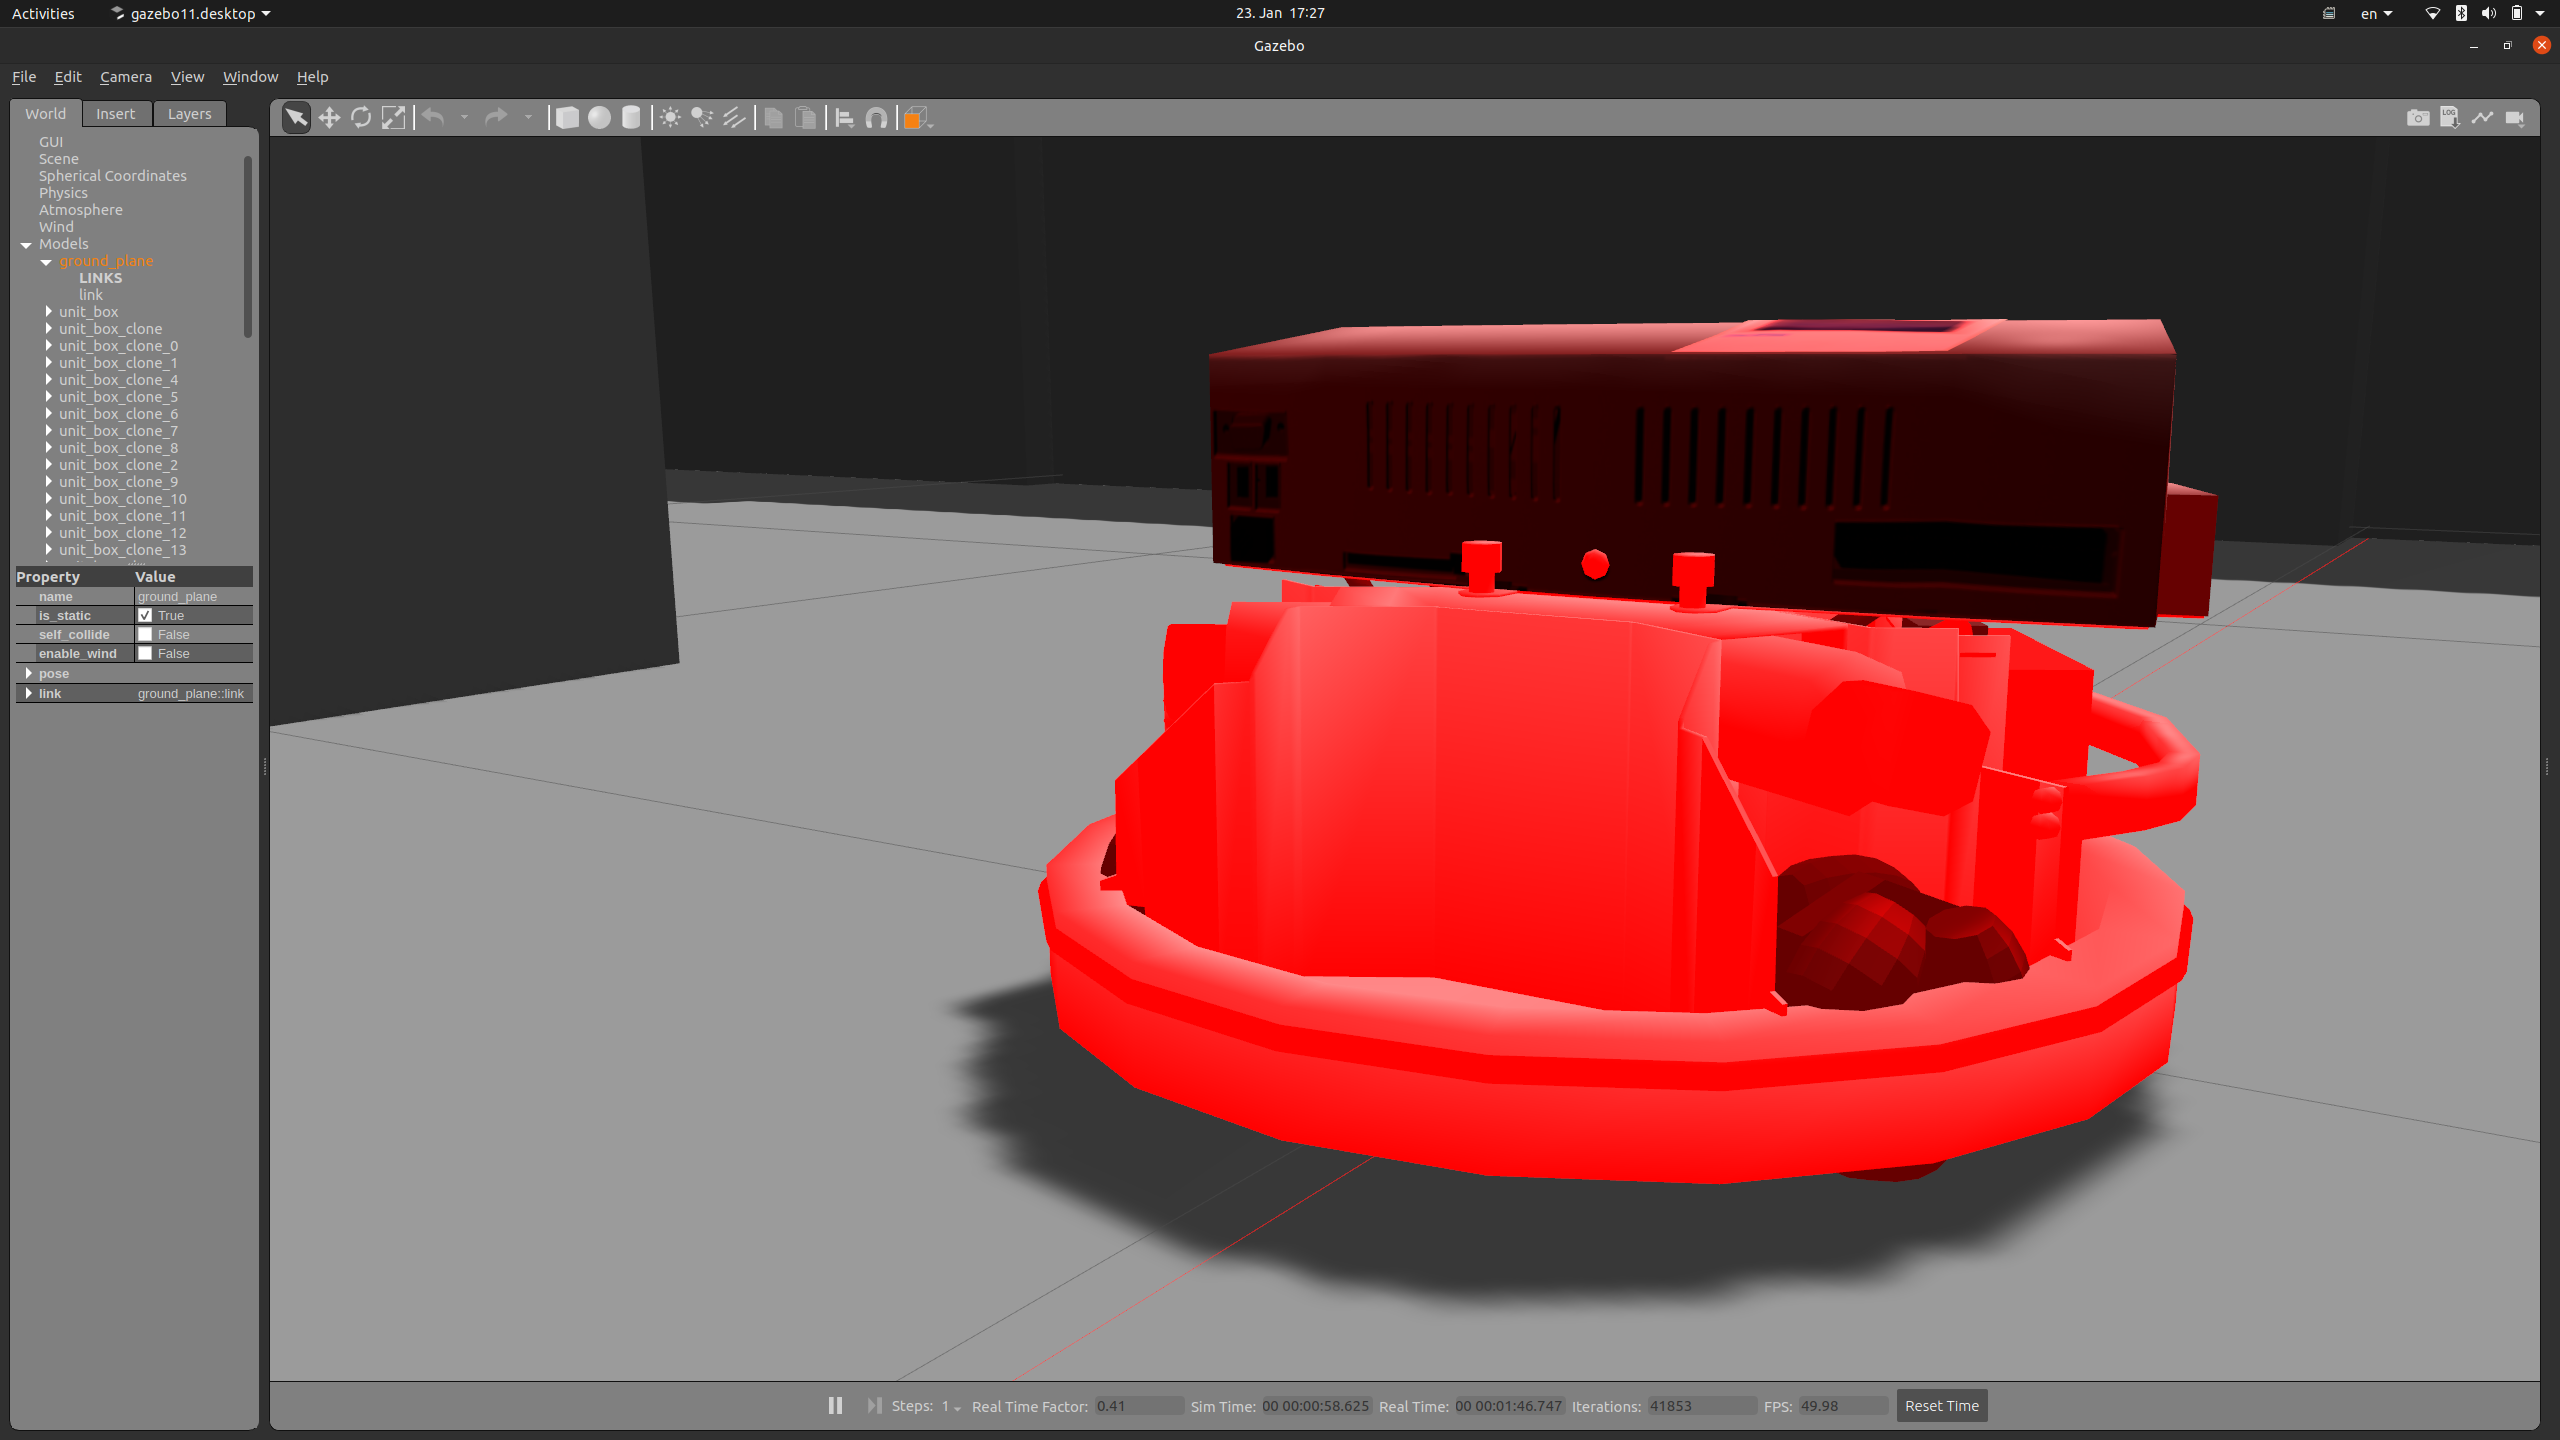 Activities gazebo11.desktop 23. Jan 17:27 en
Gazebo
File Edit Camera View Window Help
World Insert Layers
GUI
Scene
Spherical Coordinates
Physics
Atmosphere
Wind
Models
ground_plane
LINKS
link
unit_box
unit_box_clone
unit_box_clone_0
unit_box_clone_1
unit_box_clone_4
unit_box_clone_5
unit_box_clone_6
unit_box_clone_7
unit_box_clone_8
unit_box_clone_2
unit_box_clone_9
unit_box_clone_10
unit_box_clone_11
unit_box_clone_12
unit_box_clone_13
Property Value
name ground_plane
is_static True
self_collide False
enable_wind False
pose
link ground_plane::link
LOG
Steps: 1 Real Time Factor: 0.41 Sim Time: 00 00:00:58.625 Real Time: 00 00:01:46.747 Iterations: 41853 FPS: 49.98 Reset Time